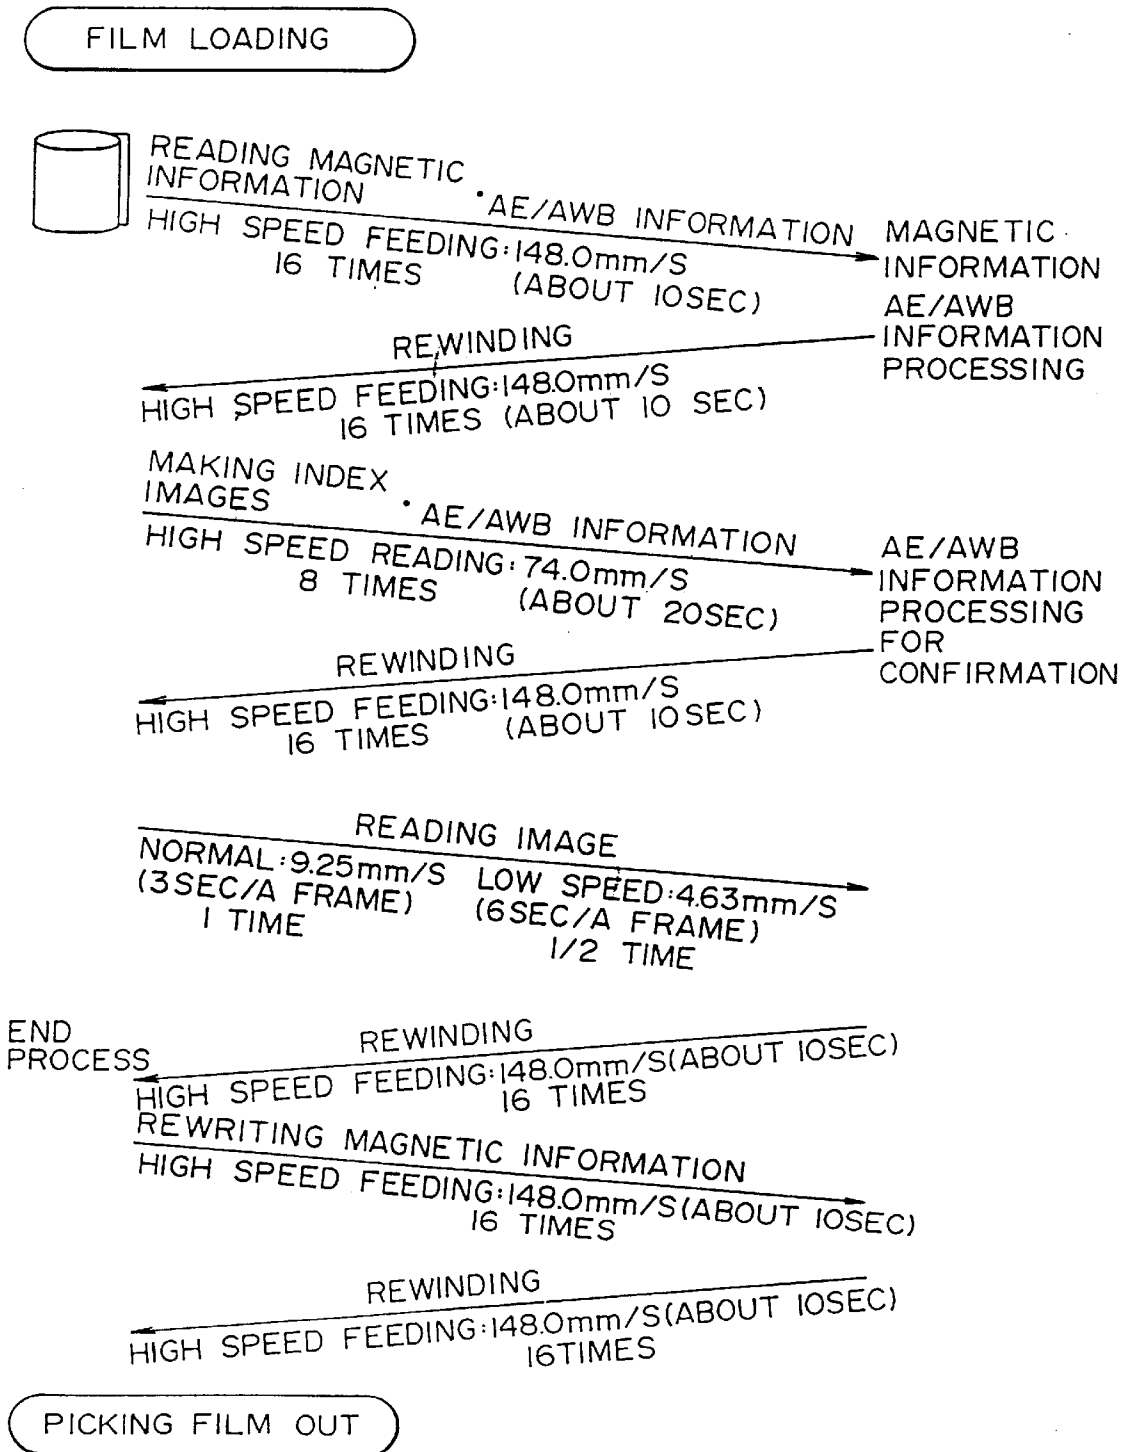 FILM LOADING
READING MAGNETIC
INFORMATION
·AE/AWB INFORMATION
HIGH SPEED FEEDING:148.0mm/S
16 TIMES (ABOUT 10SEC)
MAGNETIC
INFORMATION
AE/AWB
INFORMATION
PROCESSING
REWINDING
HIGH SPEED FEEDING:148.0mm/S
16 TIMES (ABOUT 10 SEC)
MAKING INDEX
IMAGES
·AE/AWB INFORMATION
HIGH SPEED READING:74.0mm/S
8 TIMES (ABOUT 20SEC)
AE/AWB
INFORMATION
PROCESSING
FOR
CONFIRMATION
REWINDING
HIGH SPEED FEEDING:148.0mm/S
16 TIMES (ABOUT 10SEC)
READING IMAGE
NORMAL:9.25mm/S
(3SEC/A FRAME)
1 TIME
LOW SPEED:4.63mm/S
(6SEC/A FRAME)
1/2 TIME
END
PROCESS
REWINDING
HIGH SPEED FEEDING:148.0mm/S(ABOUT 10SEC)
16 TIMES
REWRITING MAGNETIC INFORMATION
HIGH SPEED FEEDING:148.0mm/S(ABOUT 10SEC)
16 TIMES
REWINDING
HIGH SPEED FEEDING:148.0mm/S(ABOUT 10SEC)
16TIMES
PICKING FILM OUT